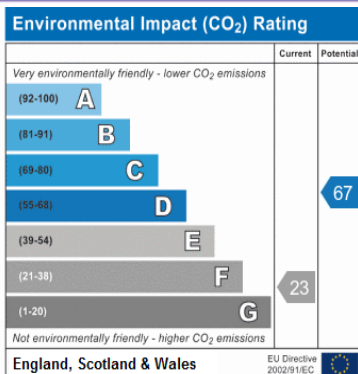 Environmental Impact (CO₂) Rating
Current Potential
Very environmentally friendly - lower CO₂ emissions
(92-100) A
(81-91) B
(69-80) C
(55-68) D
67
(39-54) E
(21-38) F
23
(1-20) G
Not environmentally friendly - higher CO₂ emissions
England, Scotland & Wales
EU Directive
2002/91/EC